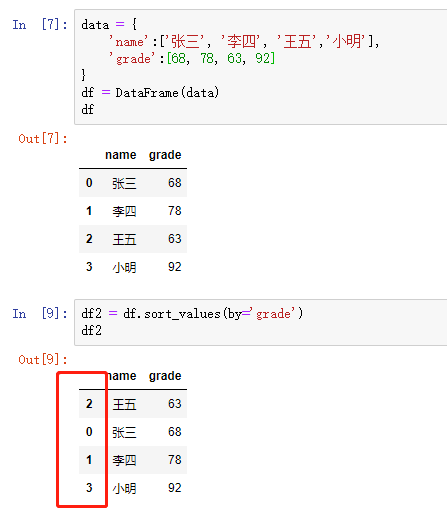 In [7]: data = {
'name':['张三', '李四', '王五','小明'],
'grade':[68, 78, 63, 92]
}
df = DataFrame(data)
df
Out[7]:
name grade
0 张三 68
1 李四 78
2 王五 63
3 小明 92
In [9]: df2 = df.sort_values(by='grade')
df2
Out[9]:
name grade
2 王五 63
0 张三 68
1 李四 78
3 小明 92